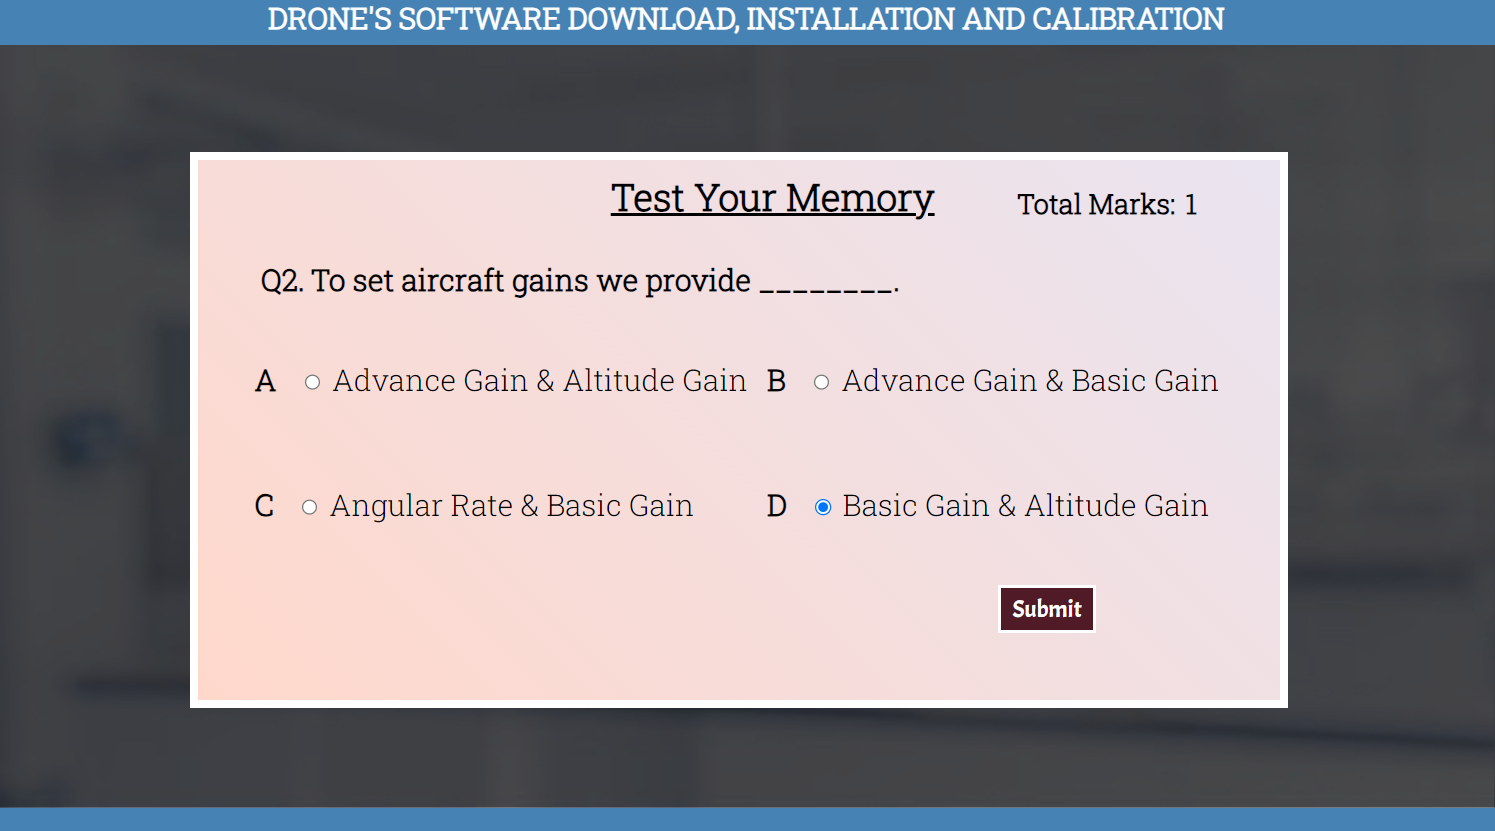 DRONE'S SOFTWARE DOWNLOAD, INSTALLATION AND CALIBRATION
Test Your Memory
Total Marks: 1
Q2. To set aircraft gains we provide ________.
A Advance Gain & Altitude Gain
B Advance Gain & Basic Gain
C Angular Rate & Basic Gain
D Basic Gain & Altitude Gain
Submit